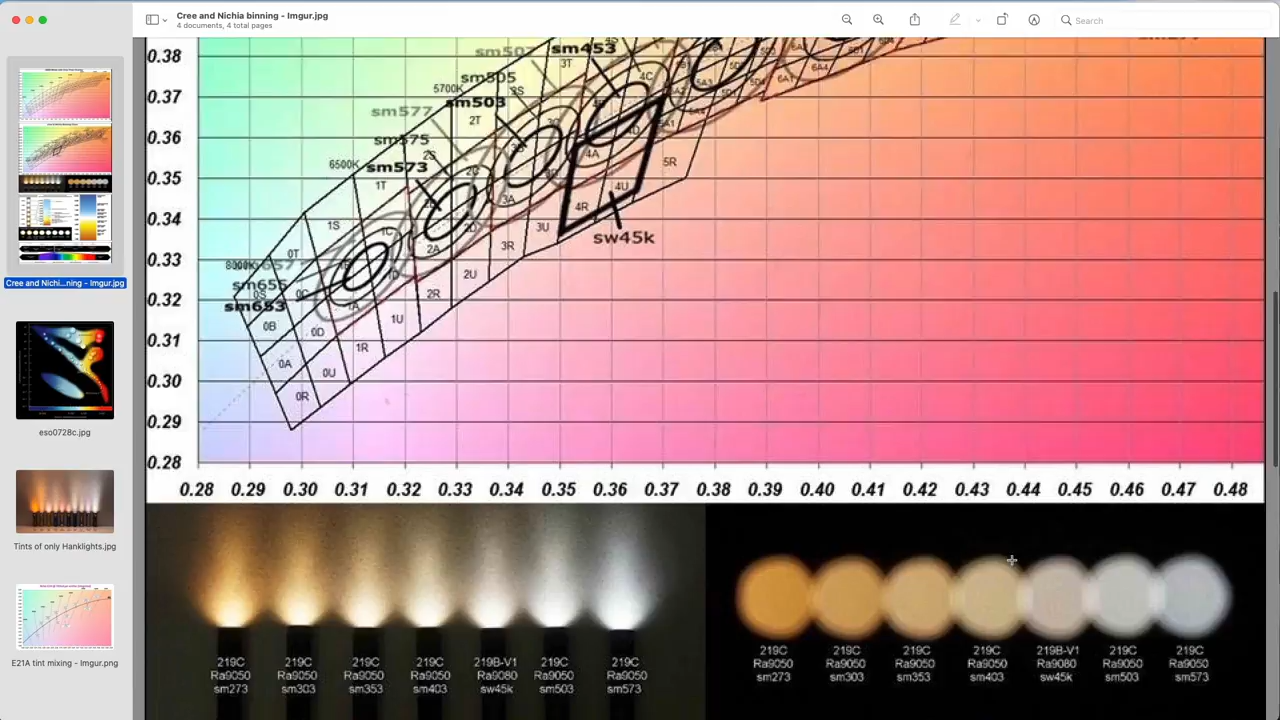 Cree and Nichia binning - Imgur.jpg
4 documents, 4 total pages
Search
Cree and Nichi...ning - Imgur.jpg
eso0728c.jpg
Tints of only Hanklights.jpg
E21A tint mixing - Imgur.png
0.38
0.37
0.36
0.35
0.34
0.33
0.32
0.31
0.30
0.29
0.28
sm507
sm453
3T
4C
sm505
5700K
3S
sm503
2T
sm577
sm575
2S
6500K
sm573
1T
2C
4A
5R
4U
3A
4R
1S
3U
sw45k
1C
2A
3R
0T
8000K
sm657
2U
sm655
0S
0C
2R
sm653
1A
0B
0D
1U
1R
0A
0U
0R
0.28 0.29 0.30 0.31 0.32 0.33 0.34 0.35 0.36 0.37 0.38 0.39 0.40 0.41 0.42 0.43 0.44 0.45 0.46 0.47 0.48
219C 219C 219C 219C 219B-V1 219C 219C
Ra9050 Ra9050 Ra9050 Ra9050 Ra9080 Ra9050 Ra9050
sm273 sm303 sm353 sm403 sw45k sm503 sm573
219C 219C 219C 219C 219B-V1 219C 219C
Ra9050 Ra9050 Ra9050 Ra9050 Ra9080 Ra9050 Ra9050
sm273 sm303 sm353 sm403 sw45k sm503 sm573